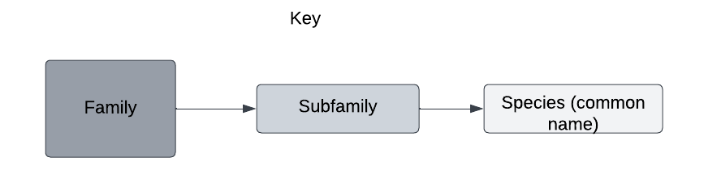 Key
Family
Subfamily
Species (common
name)